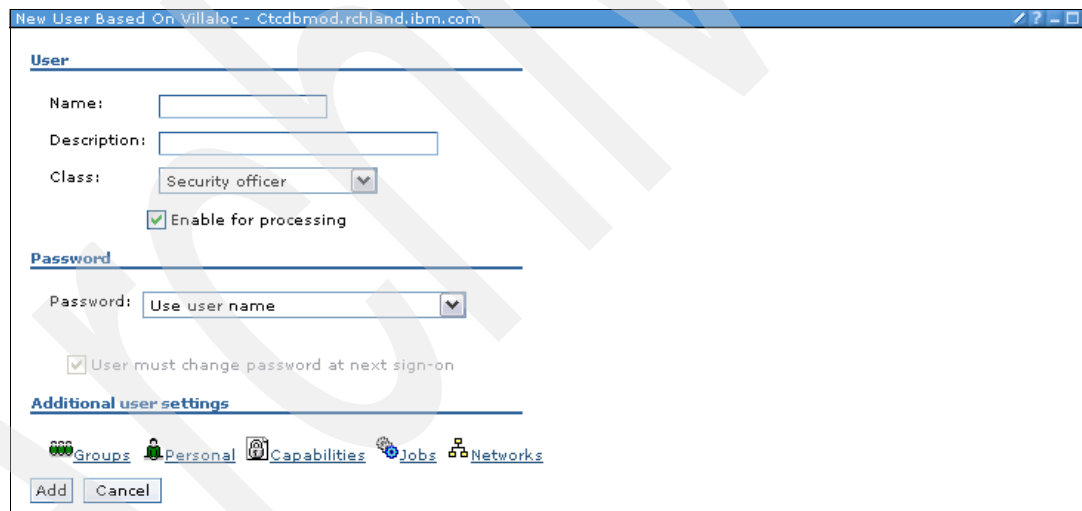 New User Based On Villaloc - Ctcdbmod.rchland.ibm.com
User
Name:
Description:
Class: Security officer
Enable for processing
Password
Password: Use user name
User must change password at next sign-on
Additional user settings
Groups Personal Capabilities Jobs Networks
Add Cancel